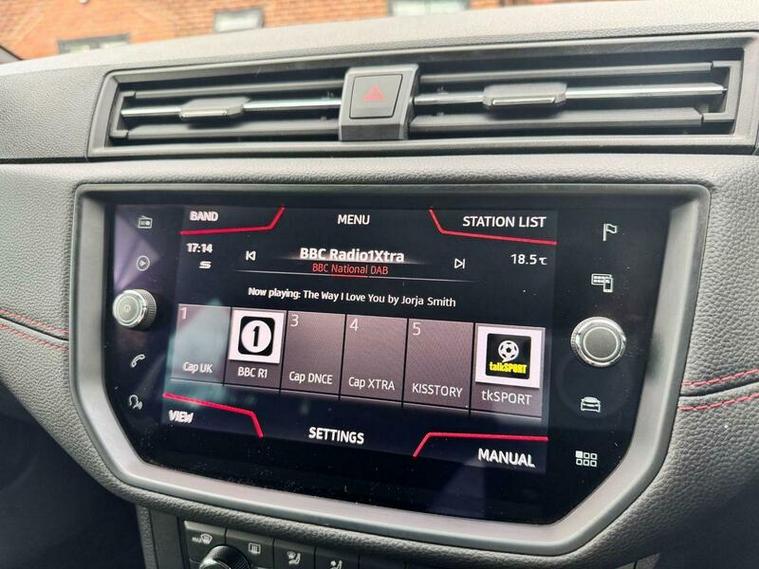 BAND
MENU
STATION LIST
17:14
BBC Radio1Xtra
18.5℃
BBC National DAB
Now playing: The Way I Love You by Jorja Smith
1
3
4
5
1
talkSPORT
Cap UK
BBC R1
Cap DNCE
Cap XTRA
KISSTORY
tkSPORT
VIEW
SETTINGS
MANUAL